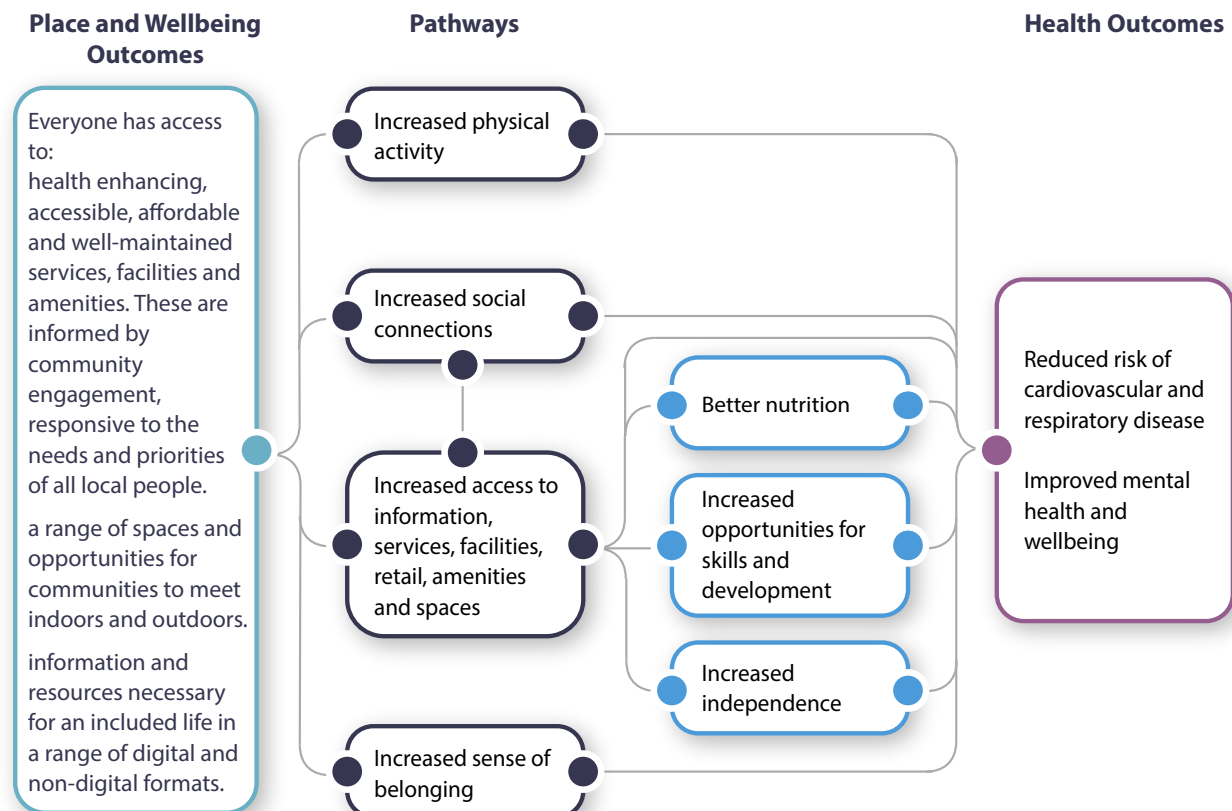 Place and Wellbeing
Outcomes
Pathways
Health Outcomes
Everyone has access
to:
health enhancing,
accessible, affordable
and well-maintained
services, facilities and
amenities. These are
informed by
community
engagement,
responsive to the
needs and priorities
of all local people.
a range of spaces and
opportunities for
communities to meet
indoors and outdoors.
information and
resources necessary
for an included life in
a range of digital and
non-digital formats.
Increased physical
activity
Increased social
connections
Increased access to
information,
services, facilities,
retail, amenities
and spaces
Increased sense of
belonging
Better nutrition
Increased
opportunities for
skills and
development
Increased
independence
Reduced risk of
cardiovascular and
respiratory disease
Improved mental
health and
wellbeing